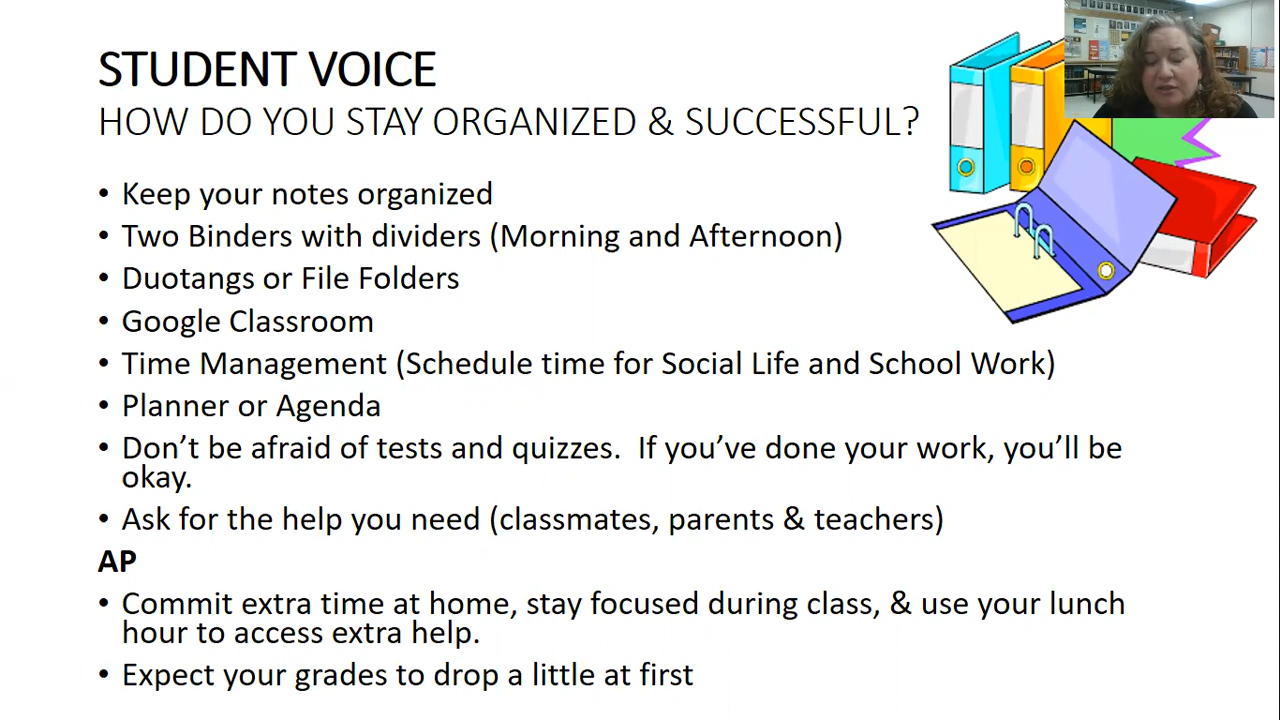 STUDENT VOICE
HOW DO YOU STAY ORGANIZED & SUCCESSFUL?
• Keep your notes organized
• Two Binders with dividers (Morning and Afternoon)
• Duotangs or File Folders
• Google Classroom
• Time Management (Schedule time for Social Life and School Work)
• Planner or Agenda
• Don’t be afraid of tests and quizzes.  If you’ve done your work, you’ll be
okay.
• Ask for the help you need (classmates, parents & teachers)
AP
• Commit extra time at home, stay focused during class, & use your lunch
hour to access extra help.
• Expect your grades to drop a little at first